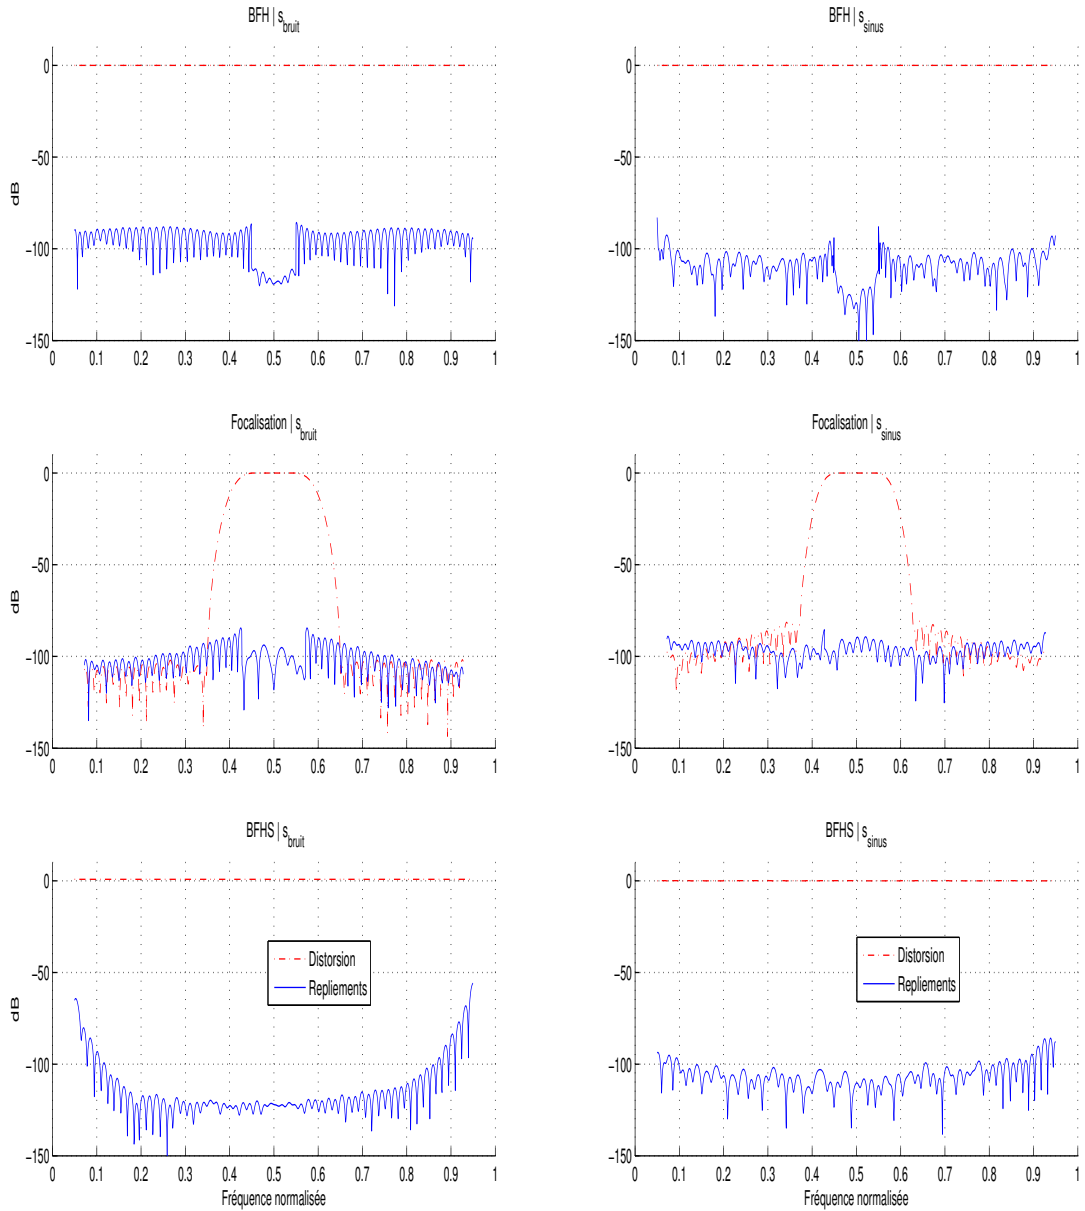 BFH | s_bruit
BFH | s_sinus
0
−50
−100
−150
dB
0 0.1 0.2 0.3 0.4 0.5 0.6 0.7 0.8 0.9 1
0
−50
−100
−150
0 0.1 0.2 0.3 0.4 0.5 0.6 0.7 0.8 0.9 1
Focalisation | s_bruit
Focalisation | s_sinus
0
−50
−100
−150
dB
0 0.1 0.2 0.3 0.4 0.5 0.6 0.7 0.8 0.9 1
0
−50
−100
−150
0 0.1 0.2 0.3 0.4 0.5 0.6 0.7 0.8 0.9 1
BFHS | s_bruit
BFHS | s_sinus
0
−50
−100
−150
dB
Distorsion
Repliements
0 0.1 0.2 0.3 0.4 0.5 0.6 0.7 0.8 0.9 1
Fréquence normalisée
0
−50
−100
−150
Distorsion
Repliements
0 0.1 0.2 0.3 0.4 0.5 0.6 0.7 0.8 0.9 1
Fréquence normalisée